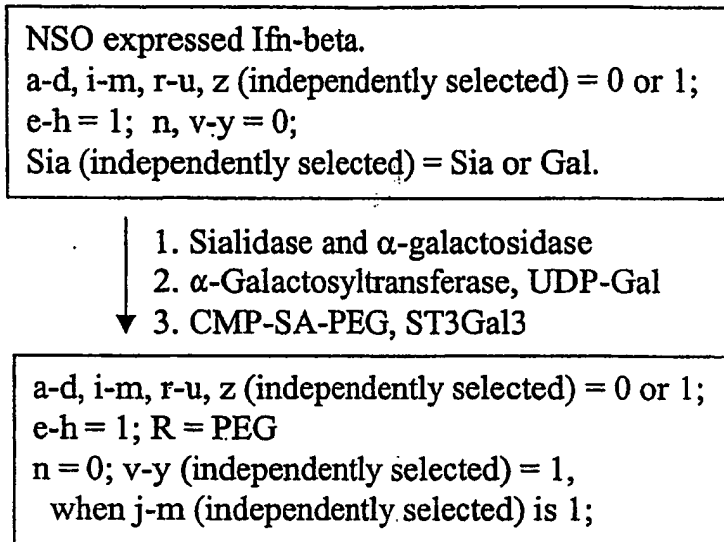 NSO expressed Ifn-beta.
a-d, i-m, r-u, z (independently selected) = 0 or 1;
e-h = 1; n, v-y = 0;
Sia (independently selected) = Sia or Gal.
1. Sialidase and α-galactosidase
2. α-Galactosyltransferase, UDP-Gal
3. CMP-SA-PEG, ST3Gal3
a-d, i-m, r-u, z (independently selected) = 0 or 1;
e-h = 1; R = PEG
n = 0; v-y (independently selected) = 1,
when j-m (independently selected) is 1;